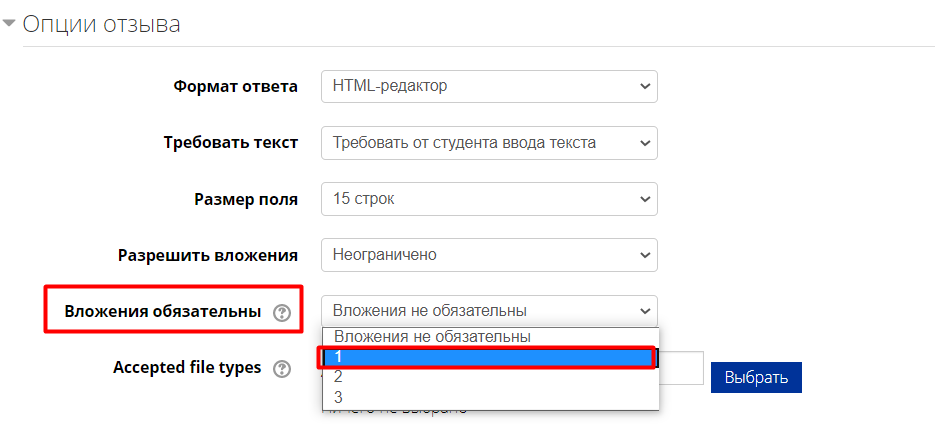 Опции отзыва
Формат ответа HTML-редактор
Требовать текст Требовать от студента ввода текста
Размер поля 15 строк
Разрешить вложения Неограничено
Вложения обязательны Вложения не обязательны
Вложения не обязательны
1
Accepted file types Выбрать
2
3